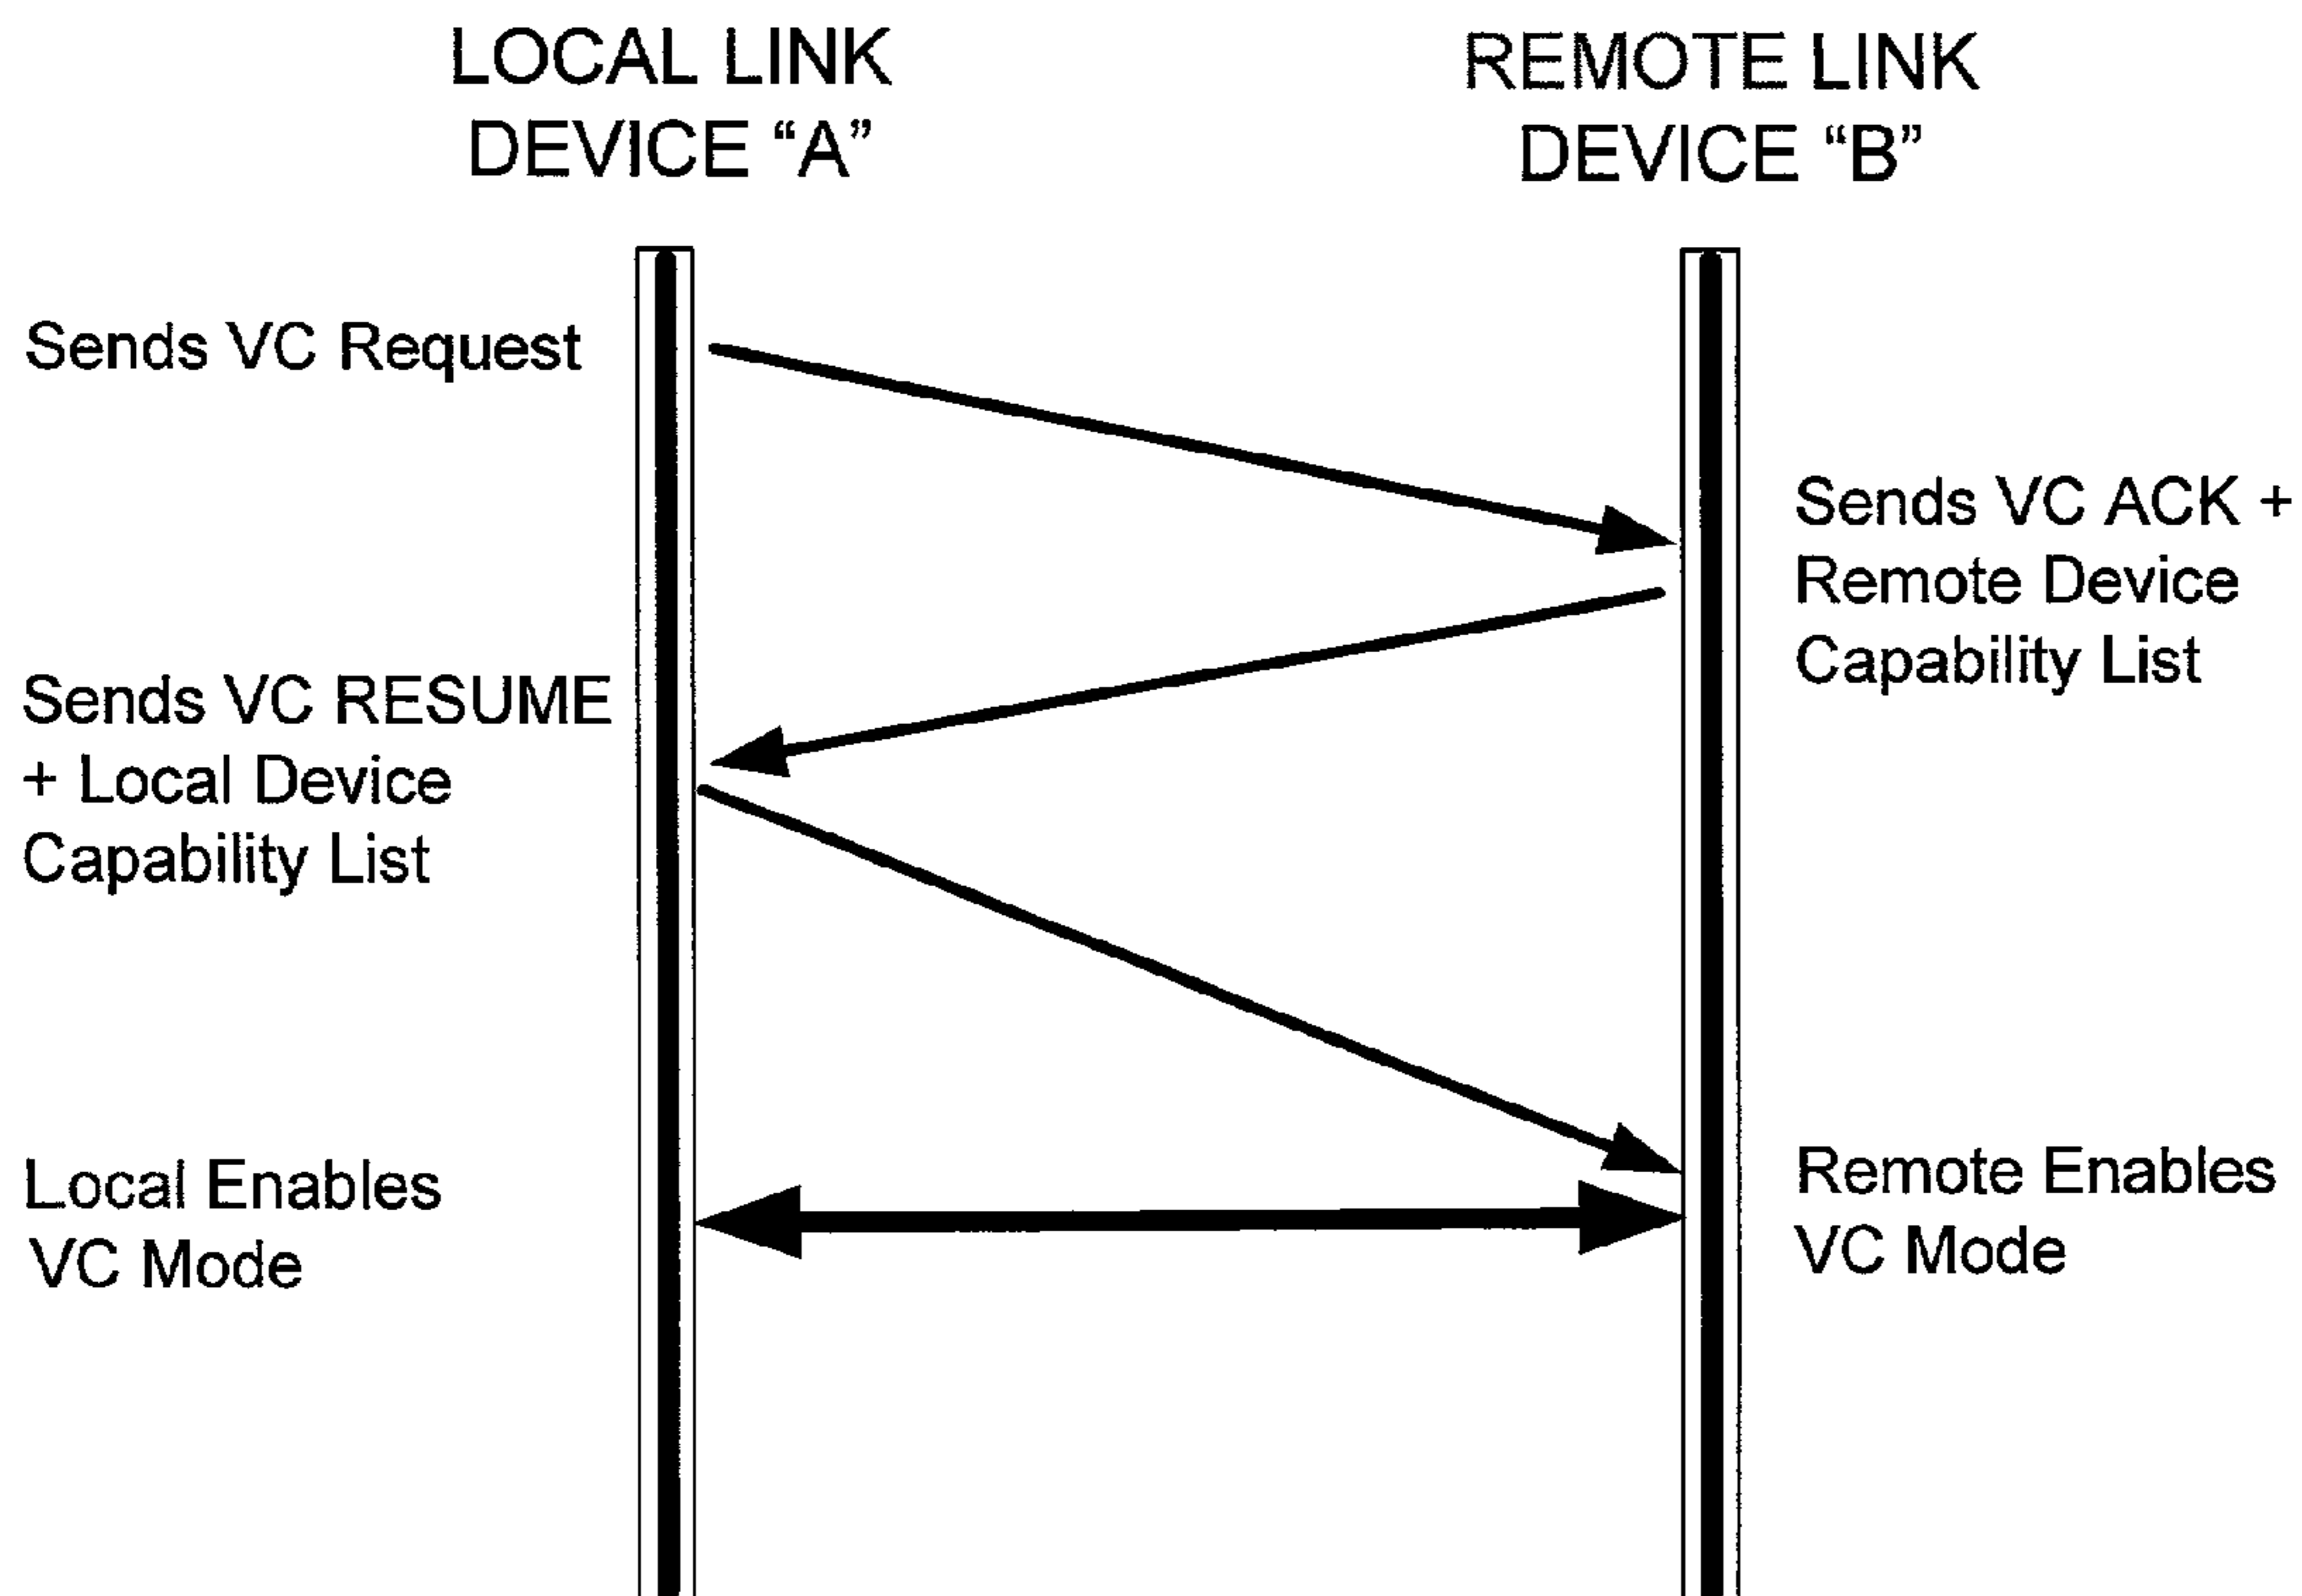 LOCAL LINK
DEVICE “A”
REMOTE LINK
DEVICE “B”
Sends VC Request
Sends VC ACK +
Remote Device
Capability List
Sends VC RESUME
+ Local Device
Capability List
Local Enables
VC Mode
Remote Enables
VC Mode